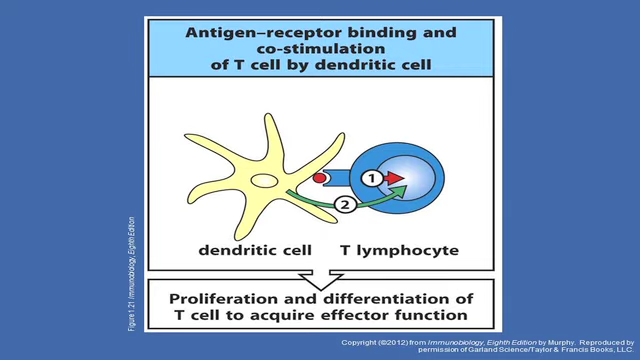 Antigen–receptor binding and
co-stimulation
of T cell by dendritic cell
1
2
dendritic cell T lymphocyte
Proliferation and differentiation of
T cell to acquire effector function
Figure 1.21 Immunobiology, Eighth Edition
Copyright (©2012) from Immunobiology, Eighth Edition by Murphy. Reproduced by
permission of Garland Science/Taylor & Francis Books, LLC.